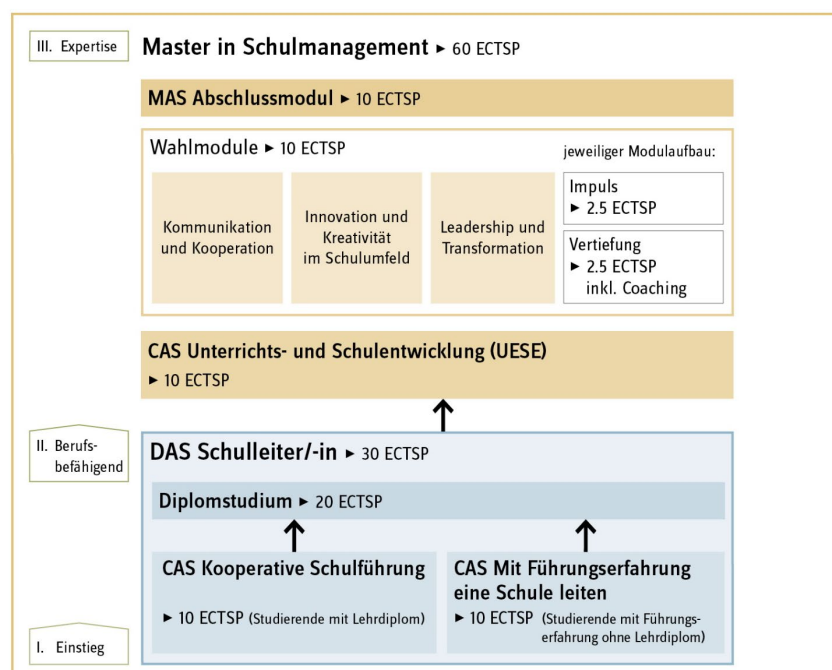 III. Expertise
Master in Schulmanagement ► 60 ECTSP
MAS Abschlussmodul ► 10 ECTSP
Wahlmodule ► 10 ECTSP
jeweiliger Modulaufbau:
Kommunikation
und Kooperation
Innovation und
Kreativität
im Schulumfeld
Leadership und
Transformation
Impuls
► 2.5 ECTSP
Vertiefung
► 2.5 ECTSP
inkl. Coaching
CAS Unterrichts- und Schulentwicklung (UESE)
► 10 ECTSP
II. Berufs-
befähigend
DAS Schulleiter/-in ► 30 ECTSP
Diplomstudium ► 20 ECTSP
CAS Kooperative Schulführung
► 10 ECTSP (Studierende mit Lehrdiplom)
CAS Mit Führungserfahrung
eine Schule leiten
► 10 ECTSP (Studierende mit Führungs-
erfahrung ohne Lehrdiplom)
I. Einstieg